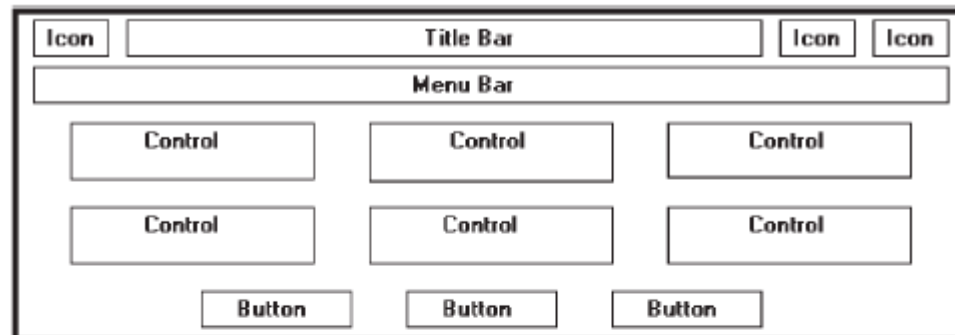 Icon Title Bar Icon Icon
Menu Bar
Control Control Control
Control Control Control
Button Button Button